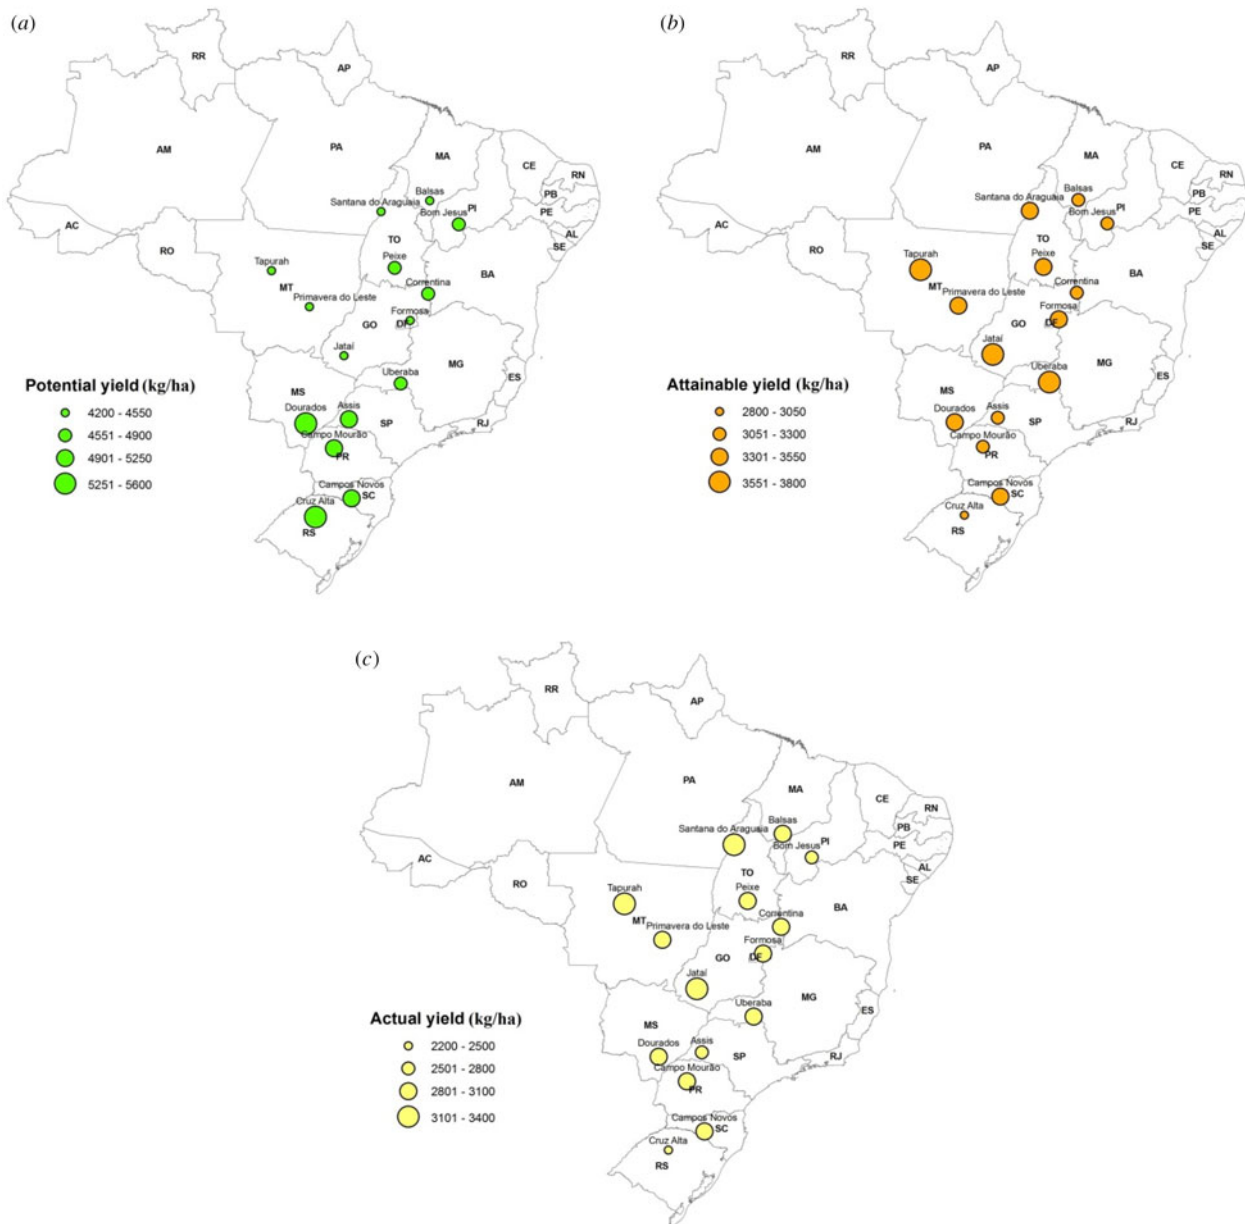 (a)
RR
AP
AM
PA
MA
CE
RN
PB
PE
AL
SE
PI
Balsas
Santana do Araguaia
Bom Jesus
AC
RO
TO
Peixe
Tapurah
MT
BA
Correntina
Primavera do Leste
Formosa
GO
DF
Jataí
MG
Uberaba
ES
MS
Dourados
Assis
SP
RJ
Campo Mourão
PR
Campos Novos
SC
Cruz Alta
RS
Potential yield (kg/ha)
4200 - 4550
4551 - 4900
4901 - 5250
5251 - 5600
(b)
RR
AP
AM
PA
MA
CE
RN
PB
PE
AL
SE
PI
Balsas
Santana do Araguaia
Bom Jesus
AC
RO
TO
Peixe
Tapurah
MT
BA
Correntina
Primavera do Leste
Formosa
GO
DF
Jataí
MG
Uberaba
ES
MS
Dourados
Assis
SP
RJ
Campo Mourão
PR
Campos Novos
SC
Cruz Alta
RS
Attainable yield (kg/ha)
2800 - 3050
3051 - 3300
3301 - 3550
3551 - 3800
(c)
RR
AP
AM
PA
MA
CE
RN
PB
PE
AL
SE
PI
Balsas
Santana do Araguaia
Bom Jesus
AC
RO
TO
Peixe
Tapurah
MT
BA
Correntina
Primavera do Leste
Formosa
GO
DF
Jataí
MG
Uberaba
ES
MS
Dourados
Assis
SP
RJ
Campo Mourão
PR
Campos Novos
SC
Cruz Alta
RS
Actual yield (kg/ha)
2200 - 2500
2501 - 2800
2801 - 3100
3101 - 3400